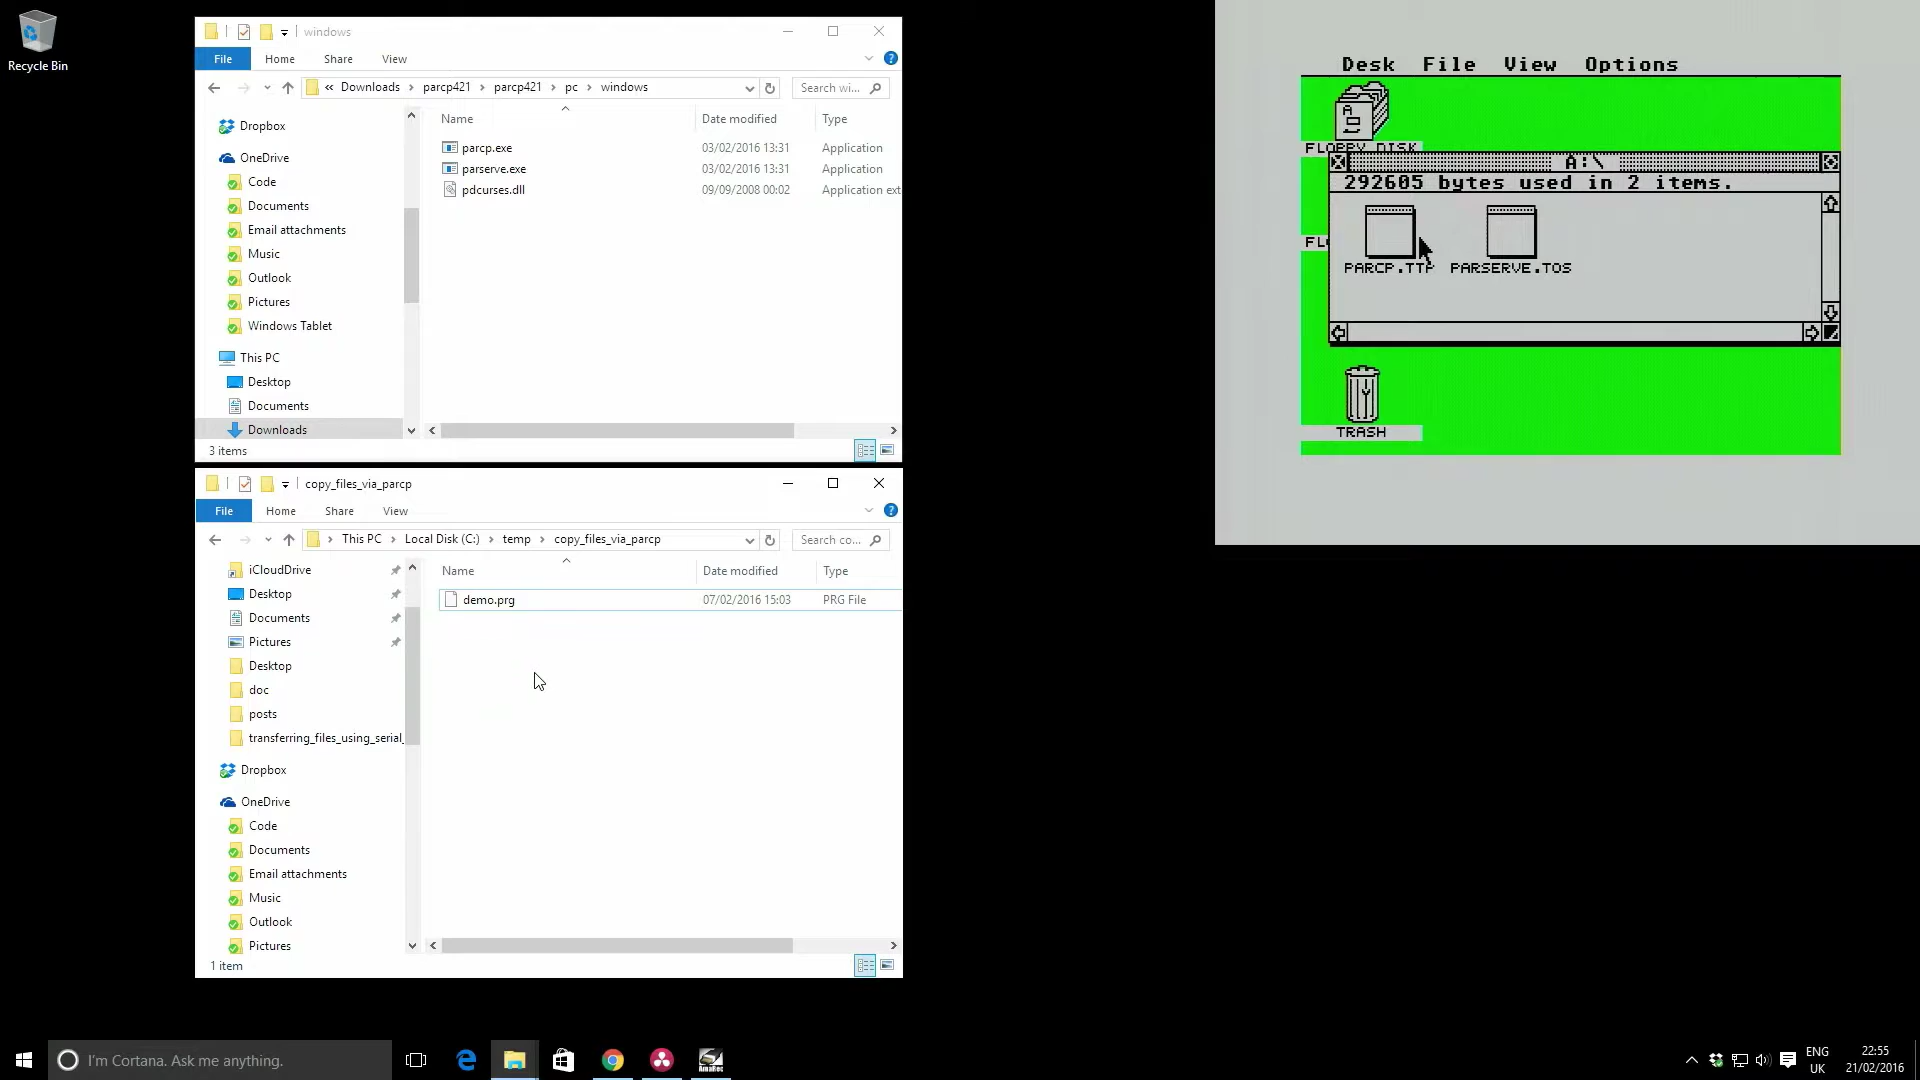 Recycle Bin
windows
File Home Share View
« Downloads parcp421 parcp421 pc windows
Search wi...
Name Date modified Type
Dropbox
OneDrive
Code
Documents
Email attachments
Music
Outlook
Pictures
Windows Tablet
This PC
Desktop
Documents
Downloads
parcp.exe 03/02/2016 13:31 Application
parserve.exe 03/02/2016 13:31 Application
pdcurses.dll 09/09/2008 00:02 Application ext
3 items
copy_files_via_parcp
File Home Share View
This PC Local Disk (C:) temp copy_files_via_parcp
Search co...
Name Date modified Type
iCloudDrive
Desktop
Documents
Pictures
Desktop
doc
posts
transferring_files_using_serial_
Dropbox
OneDrive
Code
Documents
Email attachments
Music
Outlook
Pictures
demo.prg 07/02/2016 15:03 PRG File
1 item
Desk File View Options
A
FLOPPY DISK
A:\
292605 bytes used in 2 items.
FL
PARCP.TTP PARSERVE.TOS
TRASH
I'm Cortana. Ask me anything.
AmaRec
ENG
UK
22:55
21/02/2016